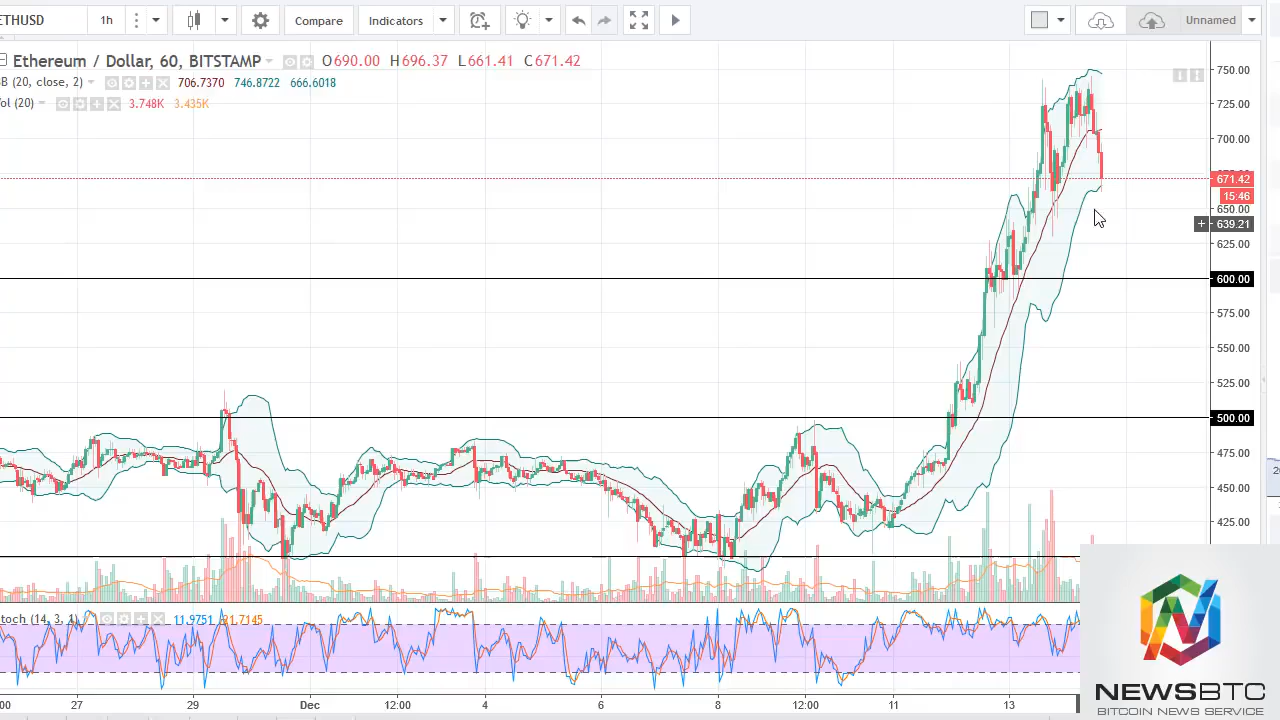 ETHUSD 1h Compare Indicators Unnamed
Ethereum / Dollar, 60, BITSTAMP O690.00 H696.37 L661.41 C671.42
BB (20, close, 2) 706.7370 746.8722 666.6018
Vol (20) 3.748K 3.435K
750.00
725.00
700.00
671.42
15:46
650.00
639.21
625.00
600.00
575.00
550.00
525.00
500.00
475.00
450.00
425.00
Stoch (14, 3, 1) 11.9751 21.7145
27 29 Dec 12:00 4 6 8 12:00 11 13
NEWSBTC
BITCOIN NEWS SERVICE